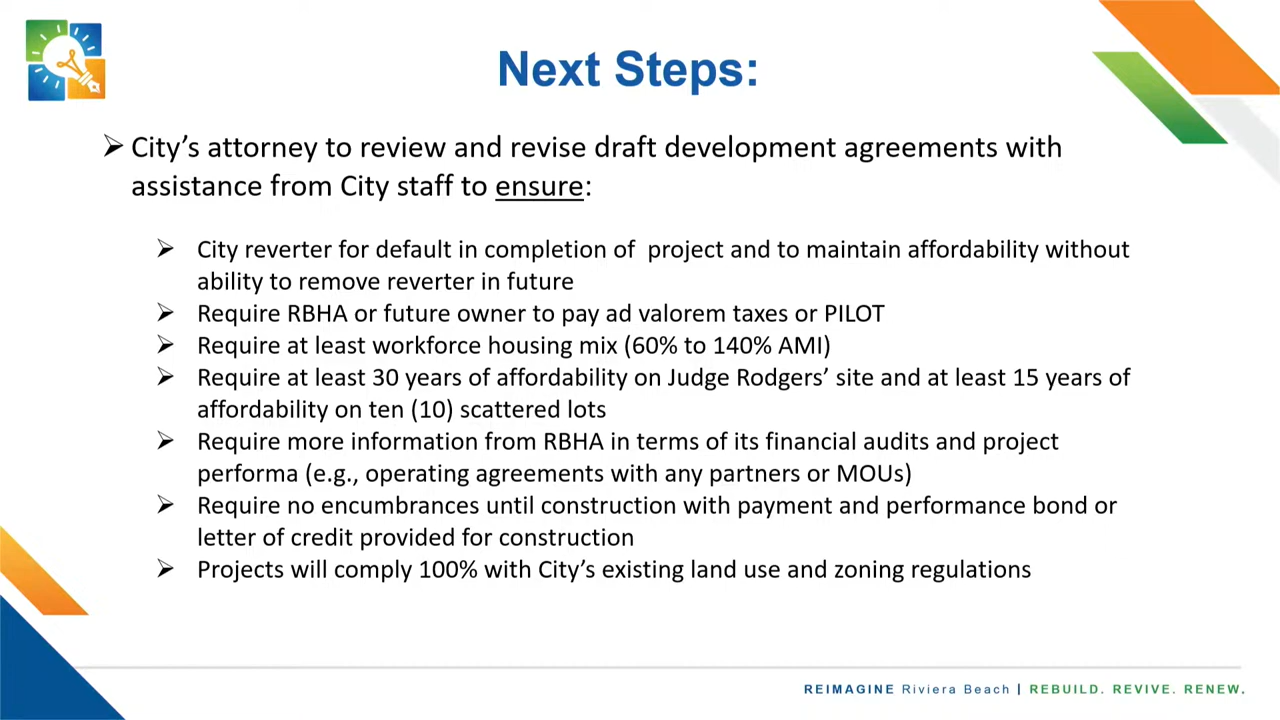 Next Steps:
➢ City’s attorney to review and revise draft development agreements with
assistance from City staff to ensure:
➢ City reverter for default in completion of  project and to maintain affordability without
ability to remove reverter in future
➢ Require RBHA or future owner to pay ad valorem taxes or PILOT
➢ Require at least workforce housing mix (60% to 140% AMI)
➢ Require at least 30 years of affordability on Judge Rodgers’ site and at least 15 years of
affordability on ten (10) scattered lots
➢ Require more information from RBHA in terms of its financial audits and project
performa (e.g., operating agreements with any partners or MOUs)
➢ Require no encumbrances until construction with payment and performance bond or
letter of credit provided for construction
➢ Projects will comply 100% with City’s existing land use and zoning regulations
REIMAGINE Riviera Beach | REBUILD. REVIVE. RENEW.